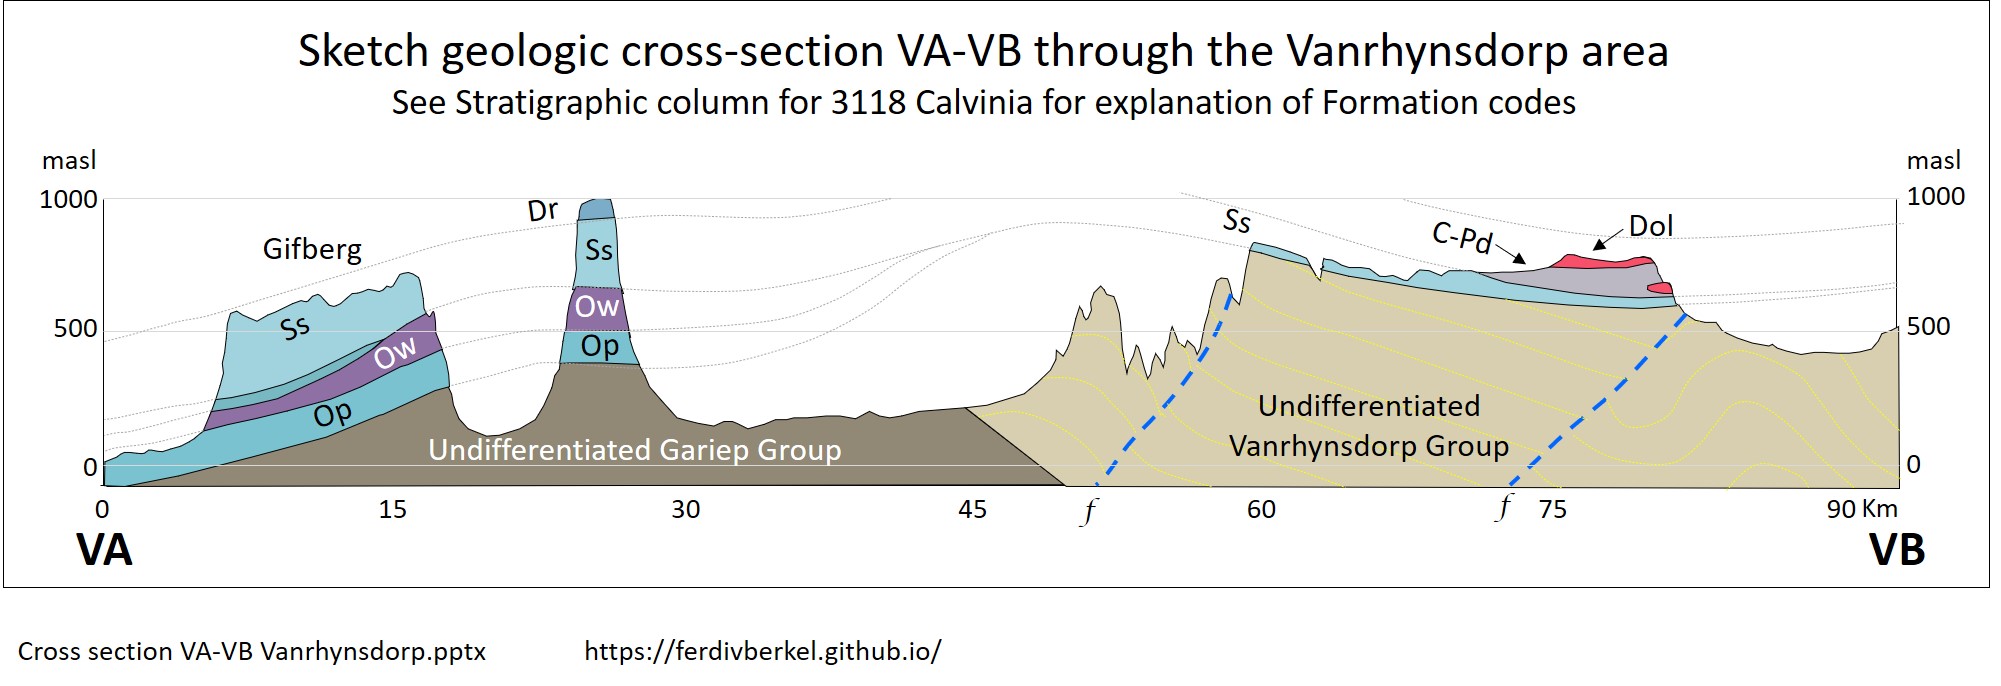 Sketch geologic cross-section VA-VB through the Vanrhynsdorp area
See Stratigraphic column for 3118 Calvinia for explanation of Formation codes
masl
masl
1000
1000
Dr
Ss
Dol
C-Pd
Gifberg
Ss
Ow
Ss
500
500
Ow
Op
Op
Undifferentiated
Vanrhynsdorp Group
Undifferentiated Gariep Group
0
0
0
15
30
45
f
60
f
75
90 Km
VA
VB
Cross section VA-VB Vanrhynsdorp.pptx
https://ferdivberkel.github.io/